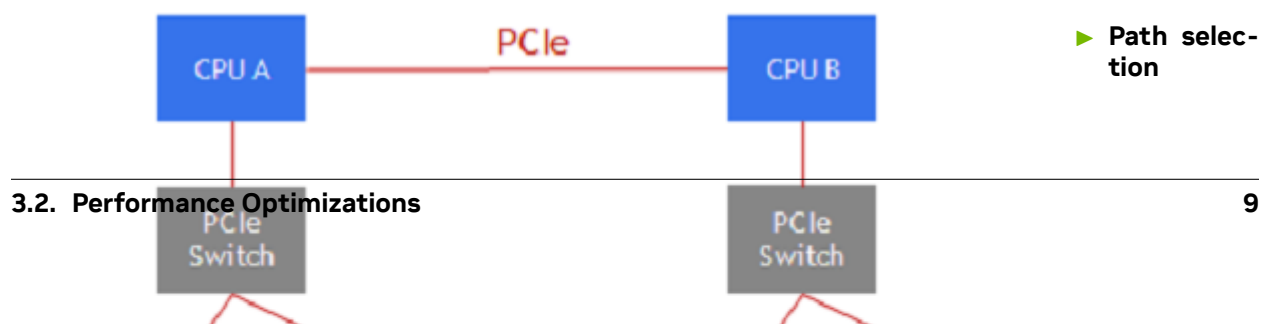 PCIe
CPU A
CPU B
▶ Path selec-
tion
3.2. Performance Optimizations 9
PCIe
Switch
PCIe
Switch